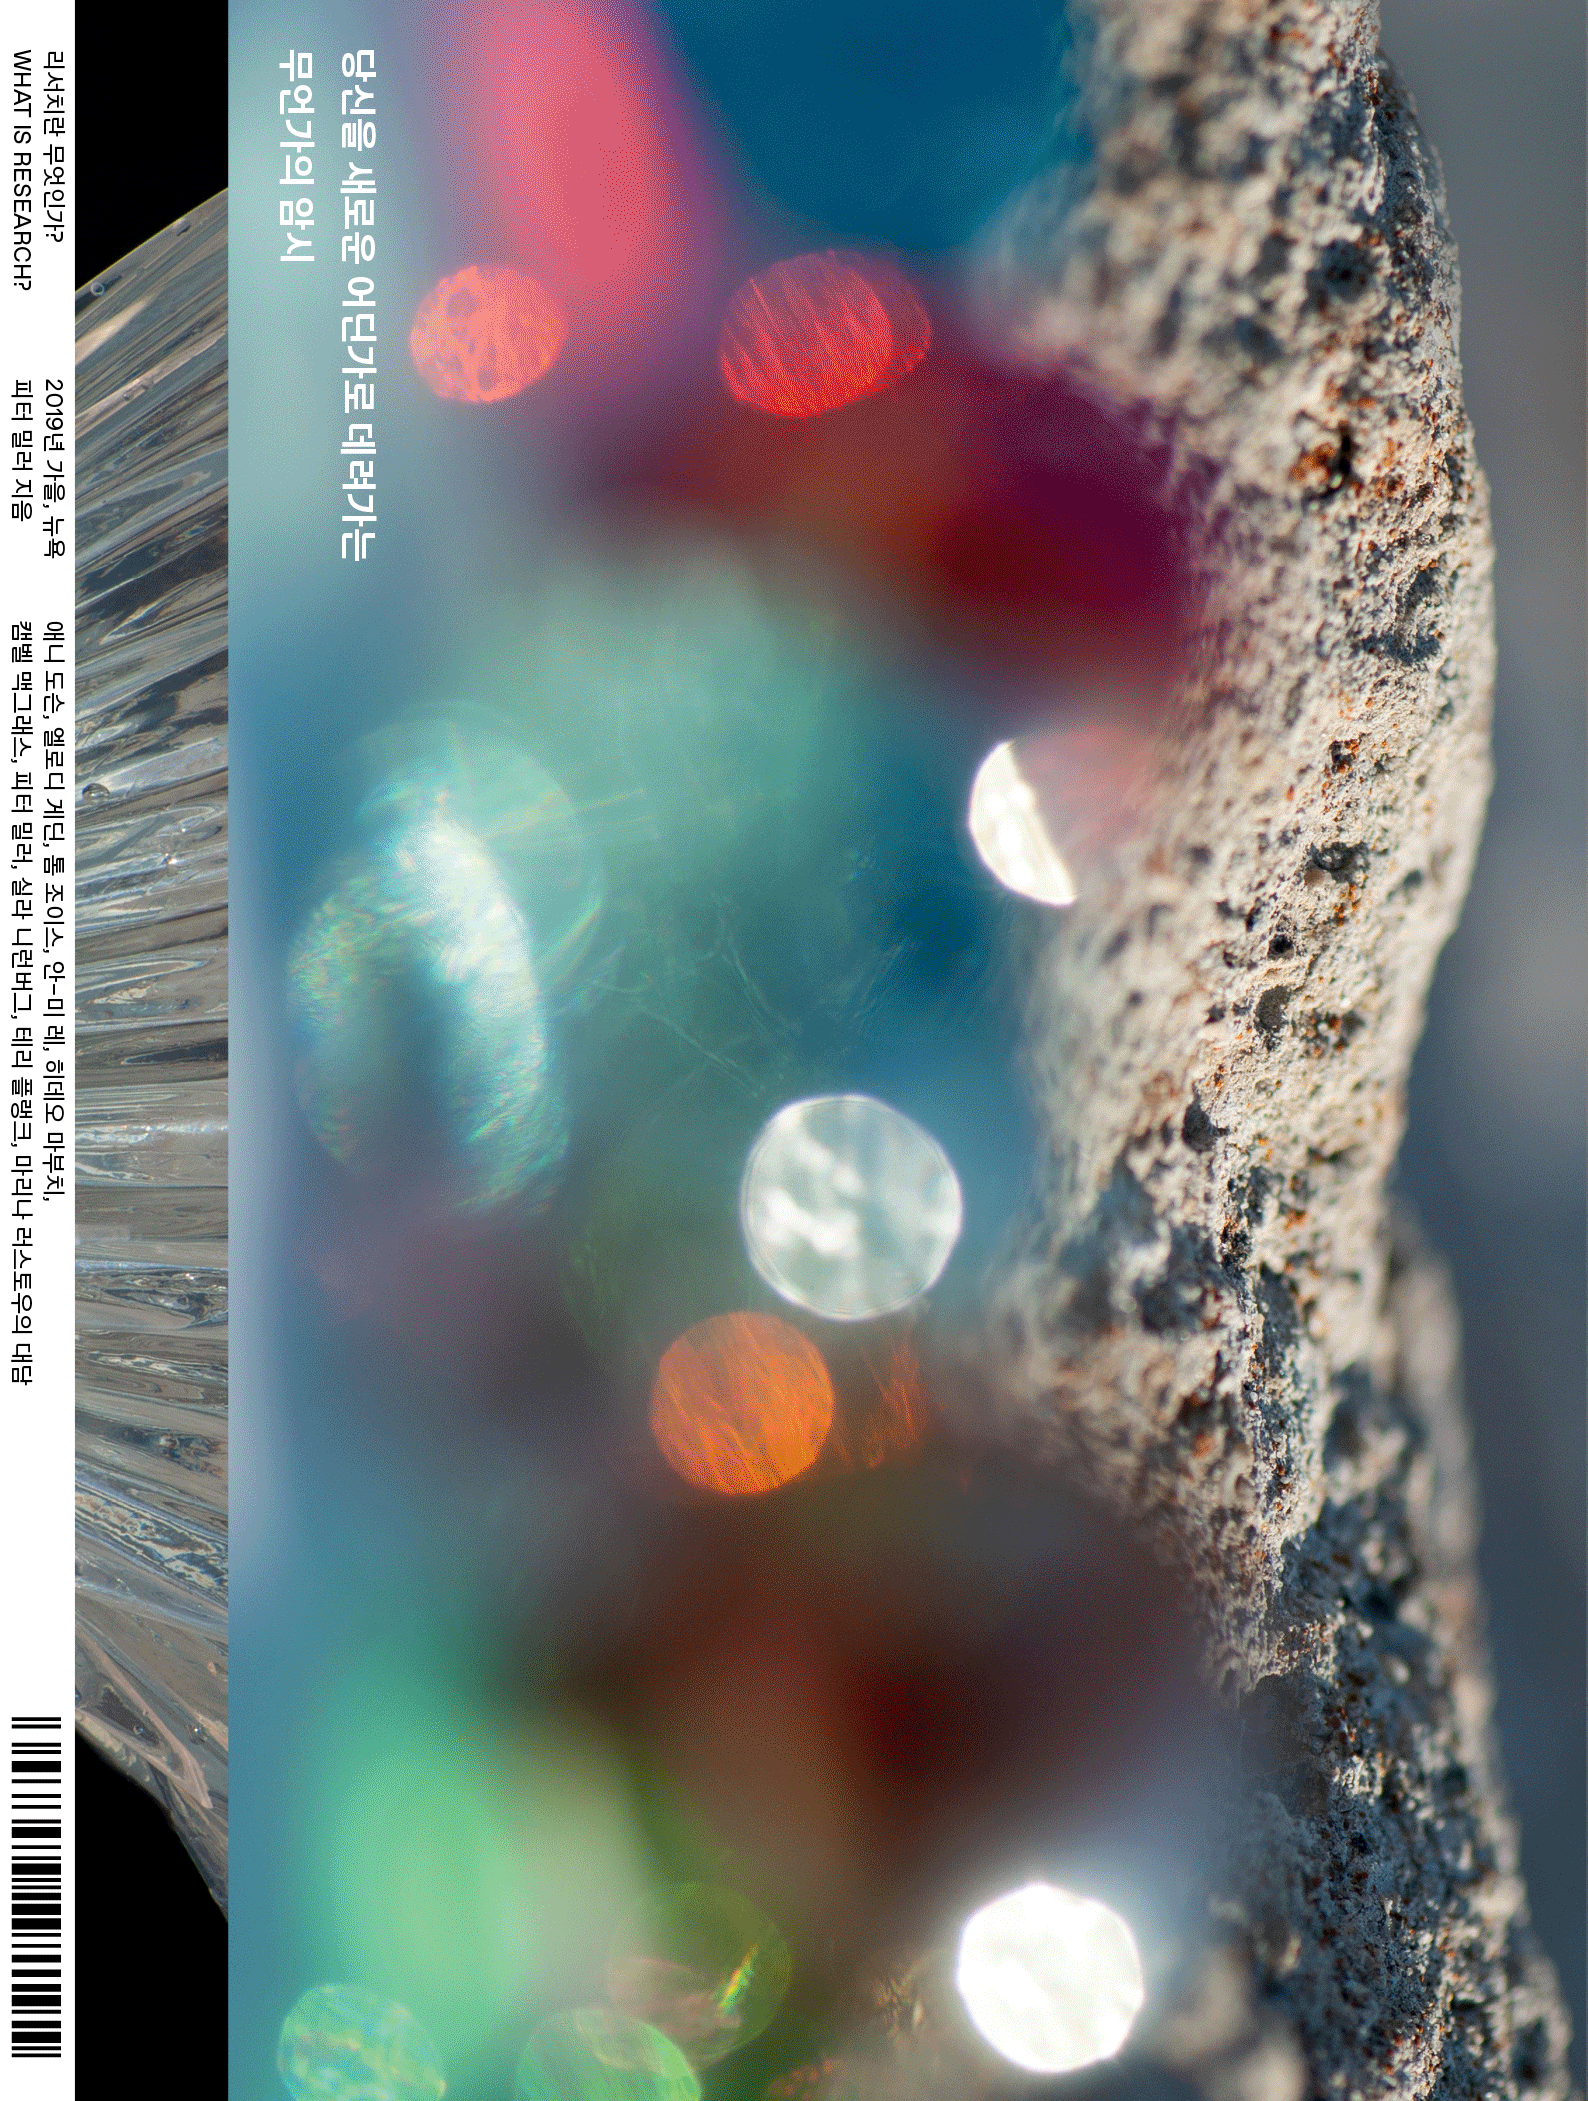 리서치란 무엇인가?
WHAT IS RESEARCH?
2019년 가을, 뉴욕
피터 밀러 지음
애니 도슨, 엘로디 게딘, 톰 조이스, 안-미 레, 히데오 마부치,
캠벨 맥그래스, 피터 밀러, 실라 니런버그, 테리 플랭크, 마리나 러스토우의 대담
당신을 새로운 어딘가로 데려가는
무언가의 암시